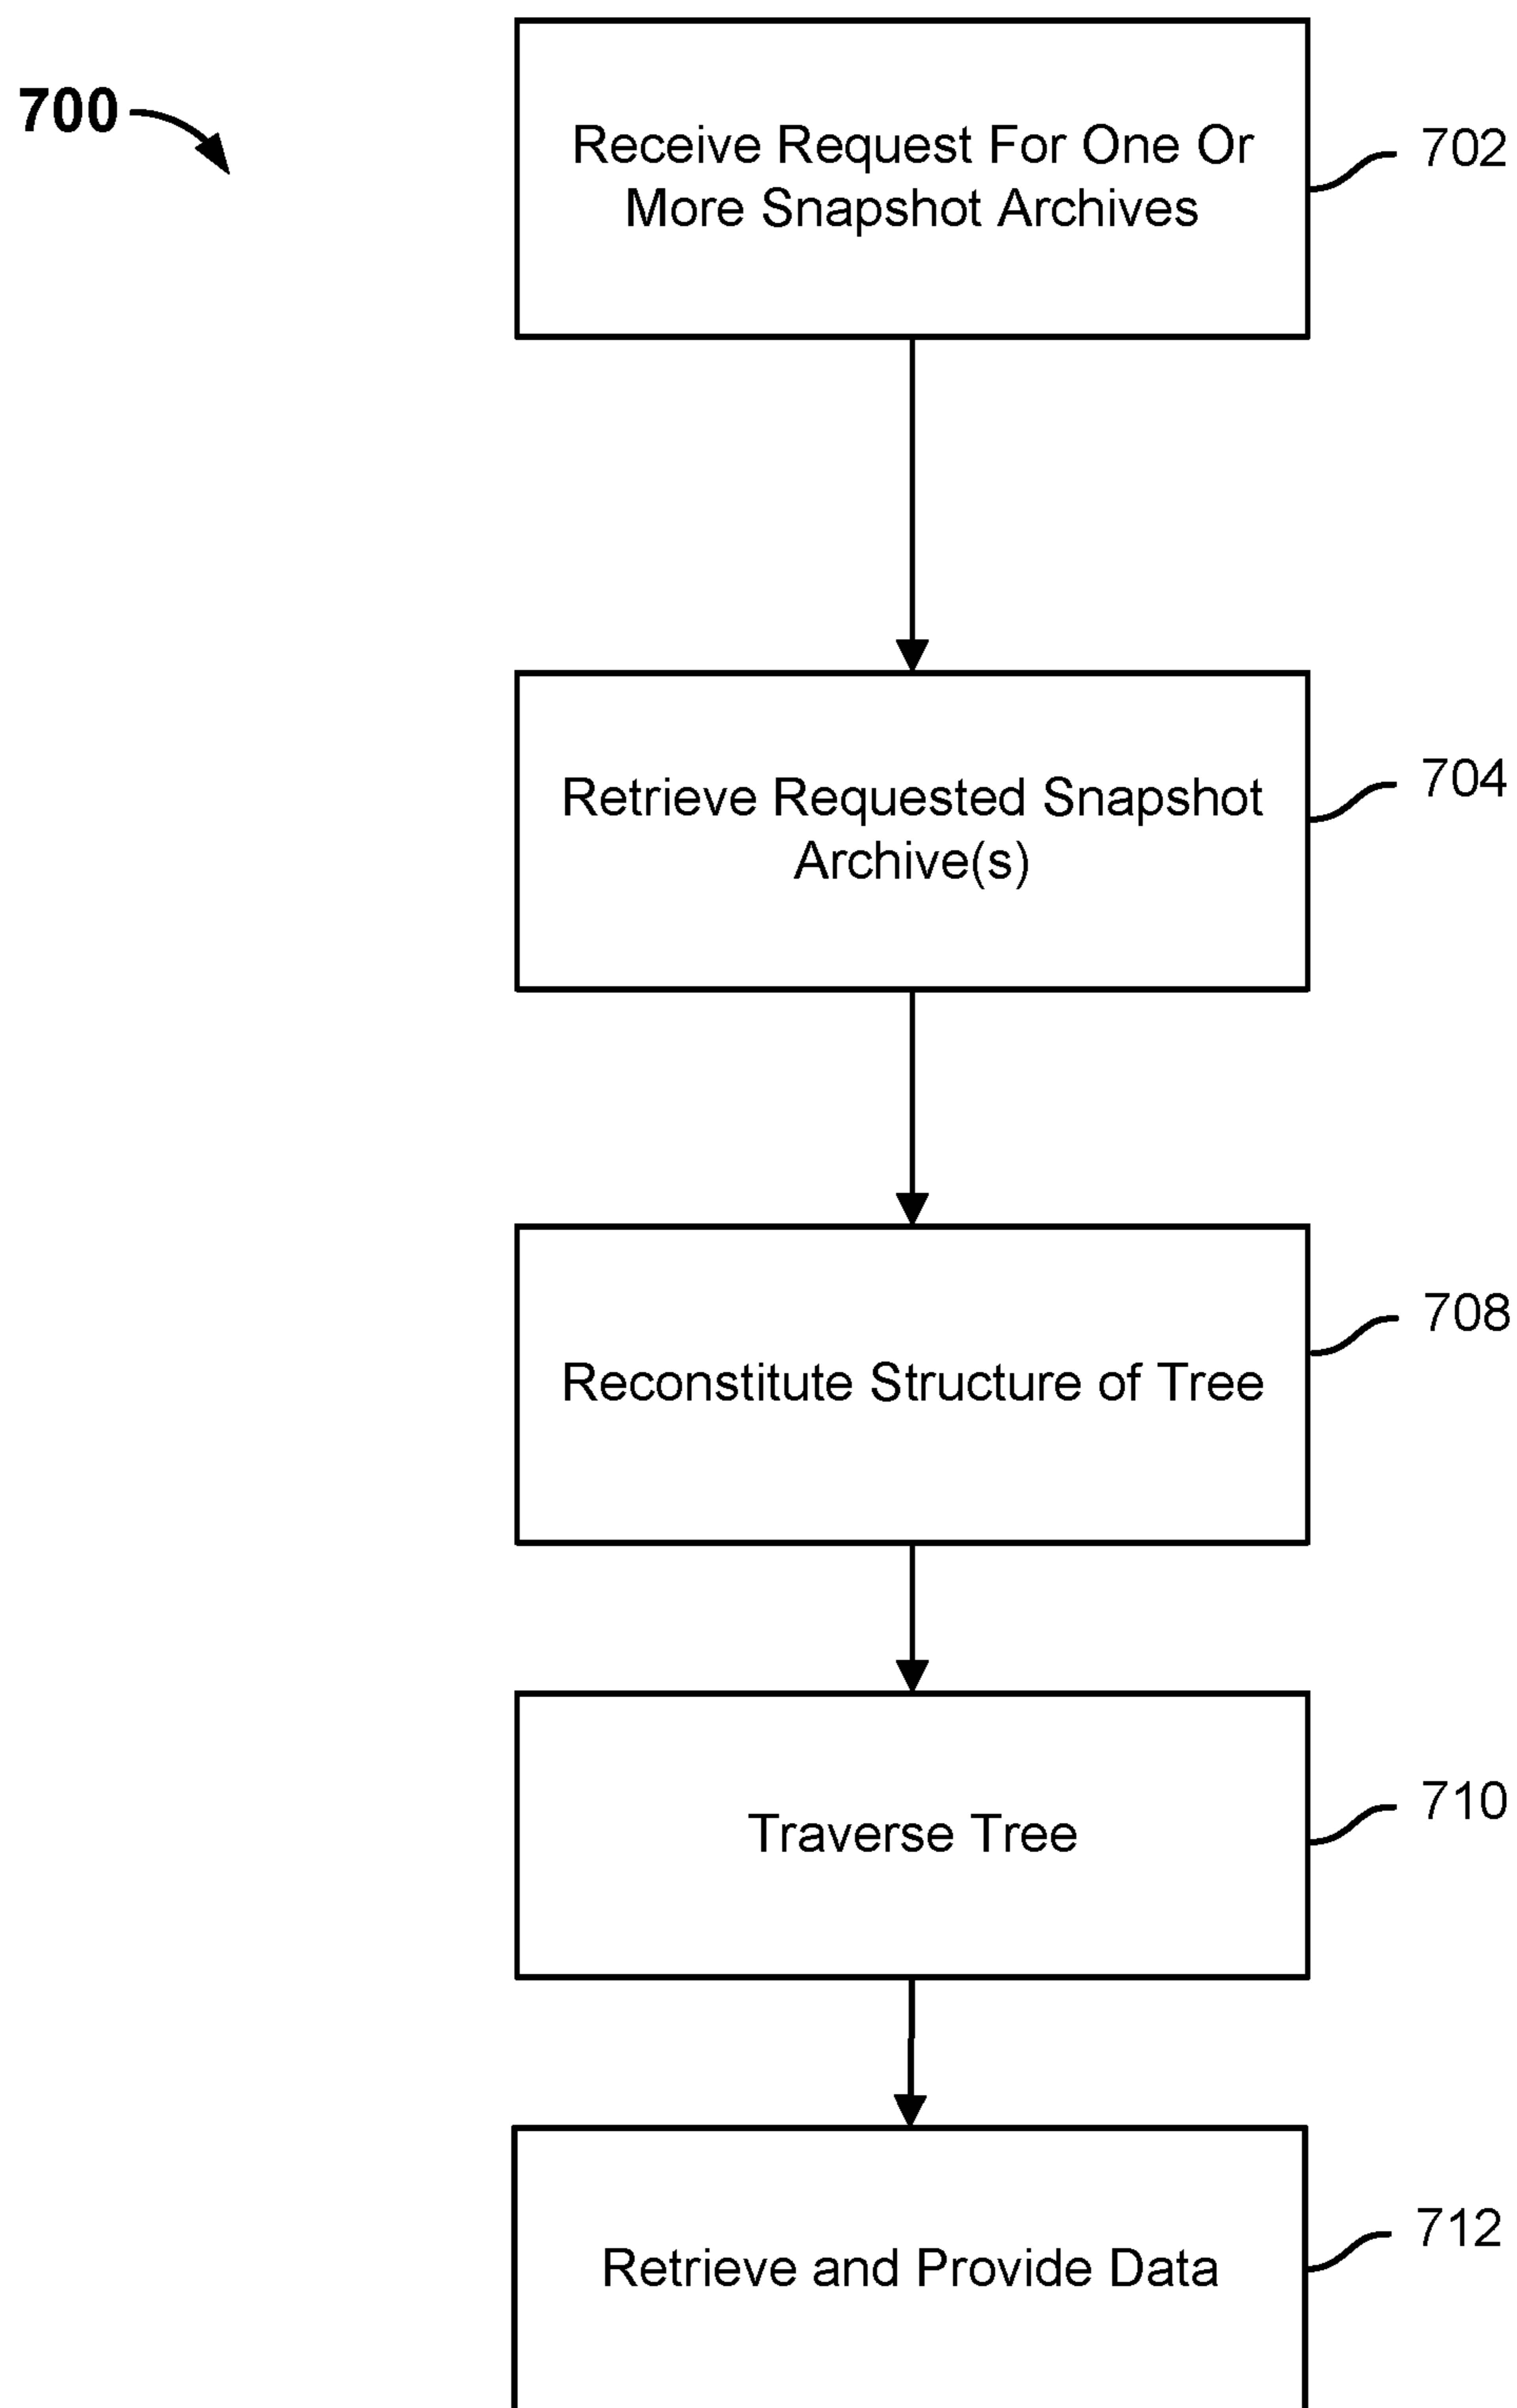 700
Receive Request For One Or
More Snapshot Archives
702
Retrieve Requested Snapshot
Archive(s)
704
Reconstitute Structure of Tree
708
Traverse Tree
710
Retrieve and Provide Data
712